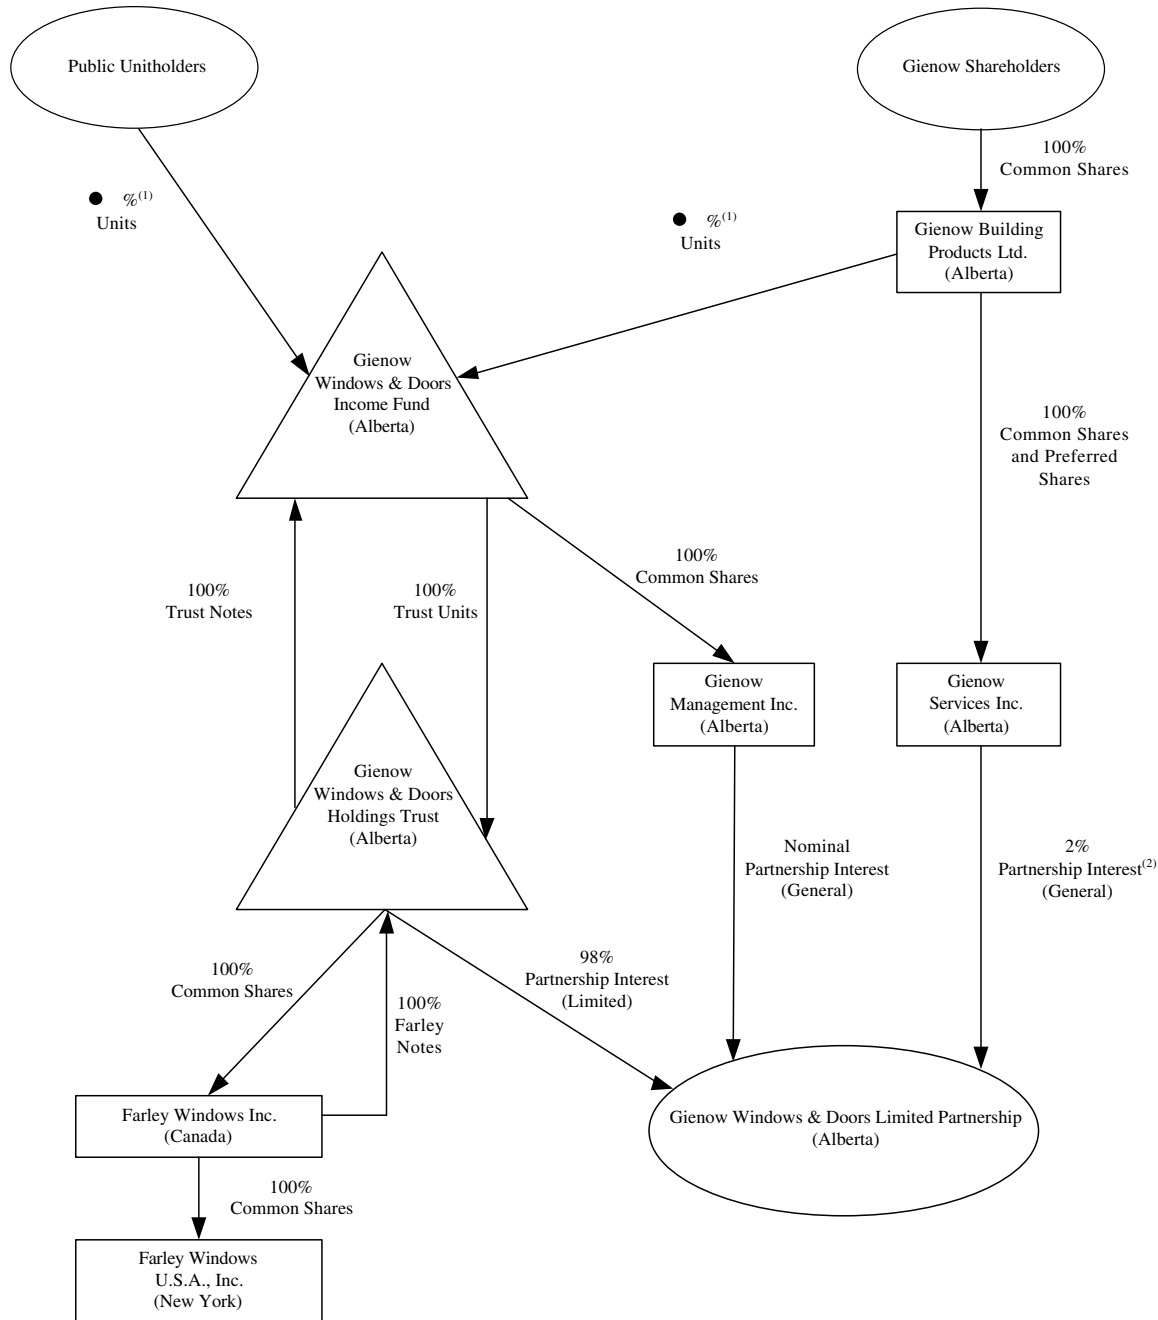 Public Unitholders
Gienow Shareholders
100%
Common Shares
● %(1)
Units
● %(1)
Units
Gienow Building
Products Ltd.
(Alberta)
Gienow
Windows & Doors
Income Fund
(Alberta)
100%
Common Shares
and Preferred
Shares
100%
Common Shares
100%
Trust Notes
100%
Trust Units
Gienow
Management Inc.
(Alberta)
Gienow
Services Inc.
(Alberta)
Gienow
Windows & Doors
Holdings Trust
(Alberta)
Nominal
Partnership Interest
(General)
2%
Partnership Interest(2)
(General)
100%
Common Shares
98%
Partnership Interest
(Limited)
100%
Farley
Notes
Farley Windows Inc.
(Canada)
Gienow Windows & Doors Limited Partnership
(Alberta)
100%
Common Shares
Farley Windows
U.S.A., Inc.
(New York)